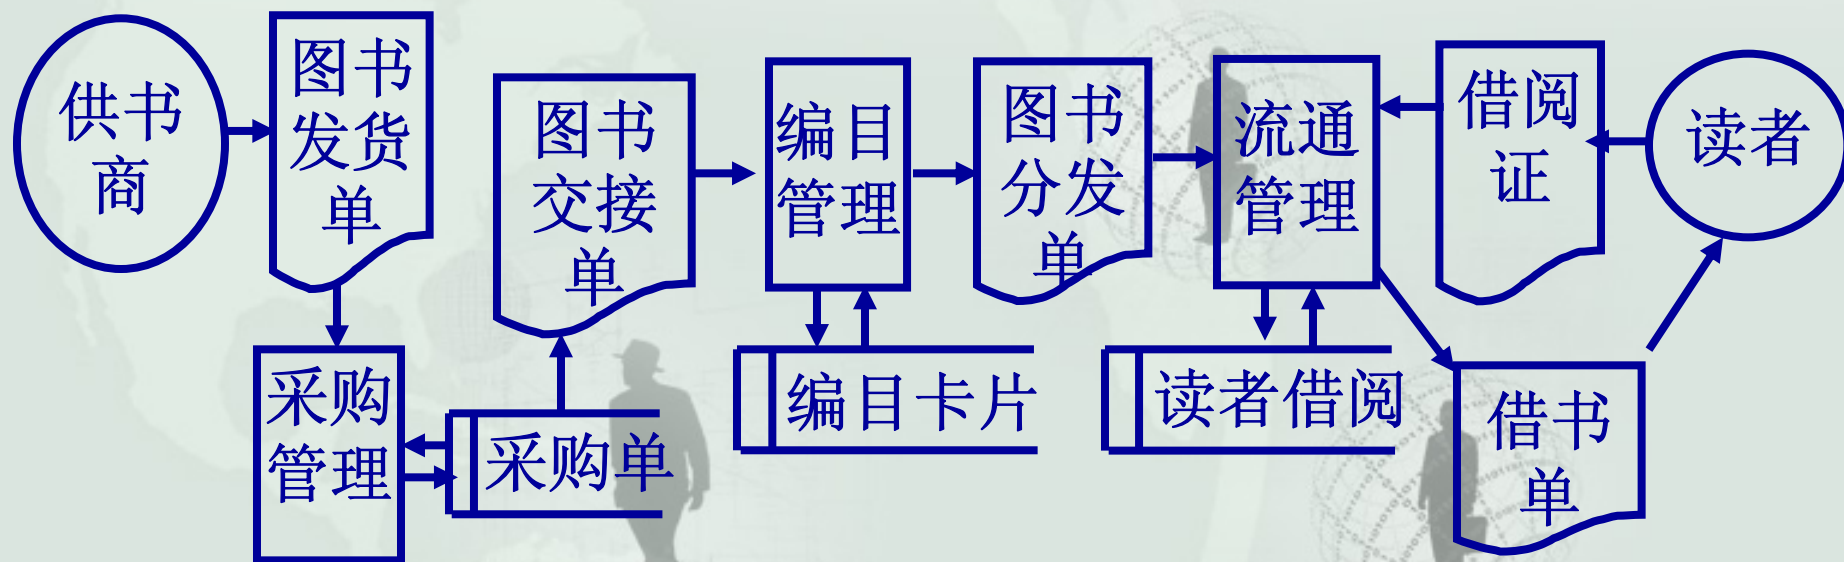 供书
商
图书
发货
单
图书
交接
单
编目
管理
图书
分发
单
流通
管理
借阅
证
读者
采购
管理
采购单
编目卡片
读者借阅
借书
单